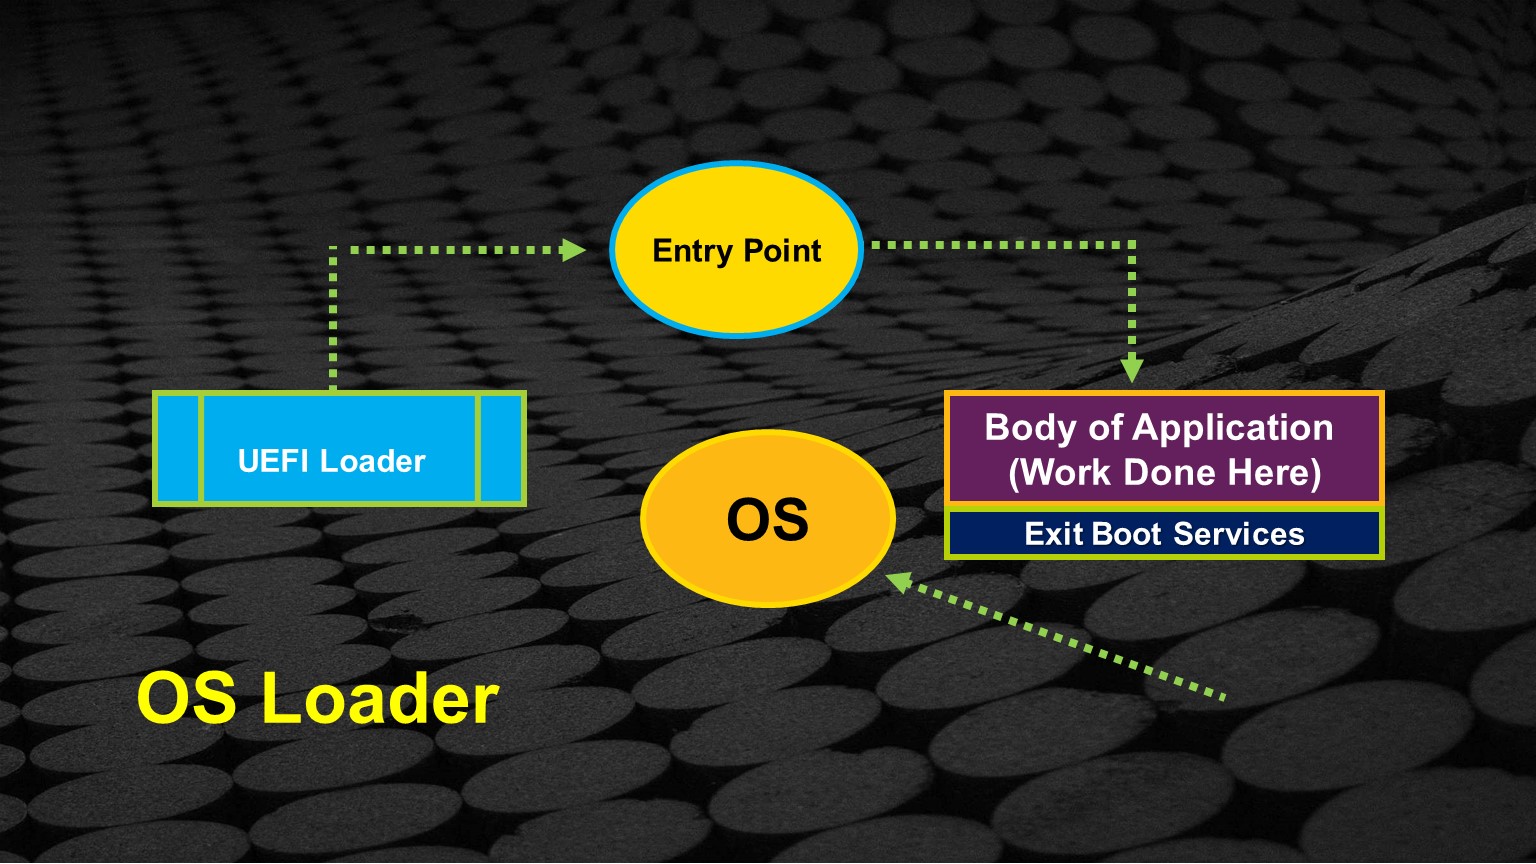 Entry Point
UEFI Loader
Body of Application
(Work Done Here)
Exit Boot Services
OS
OS Loader